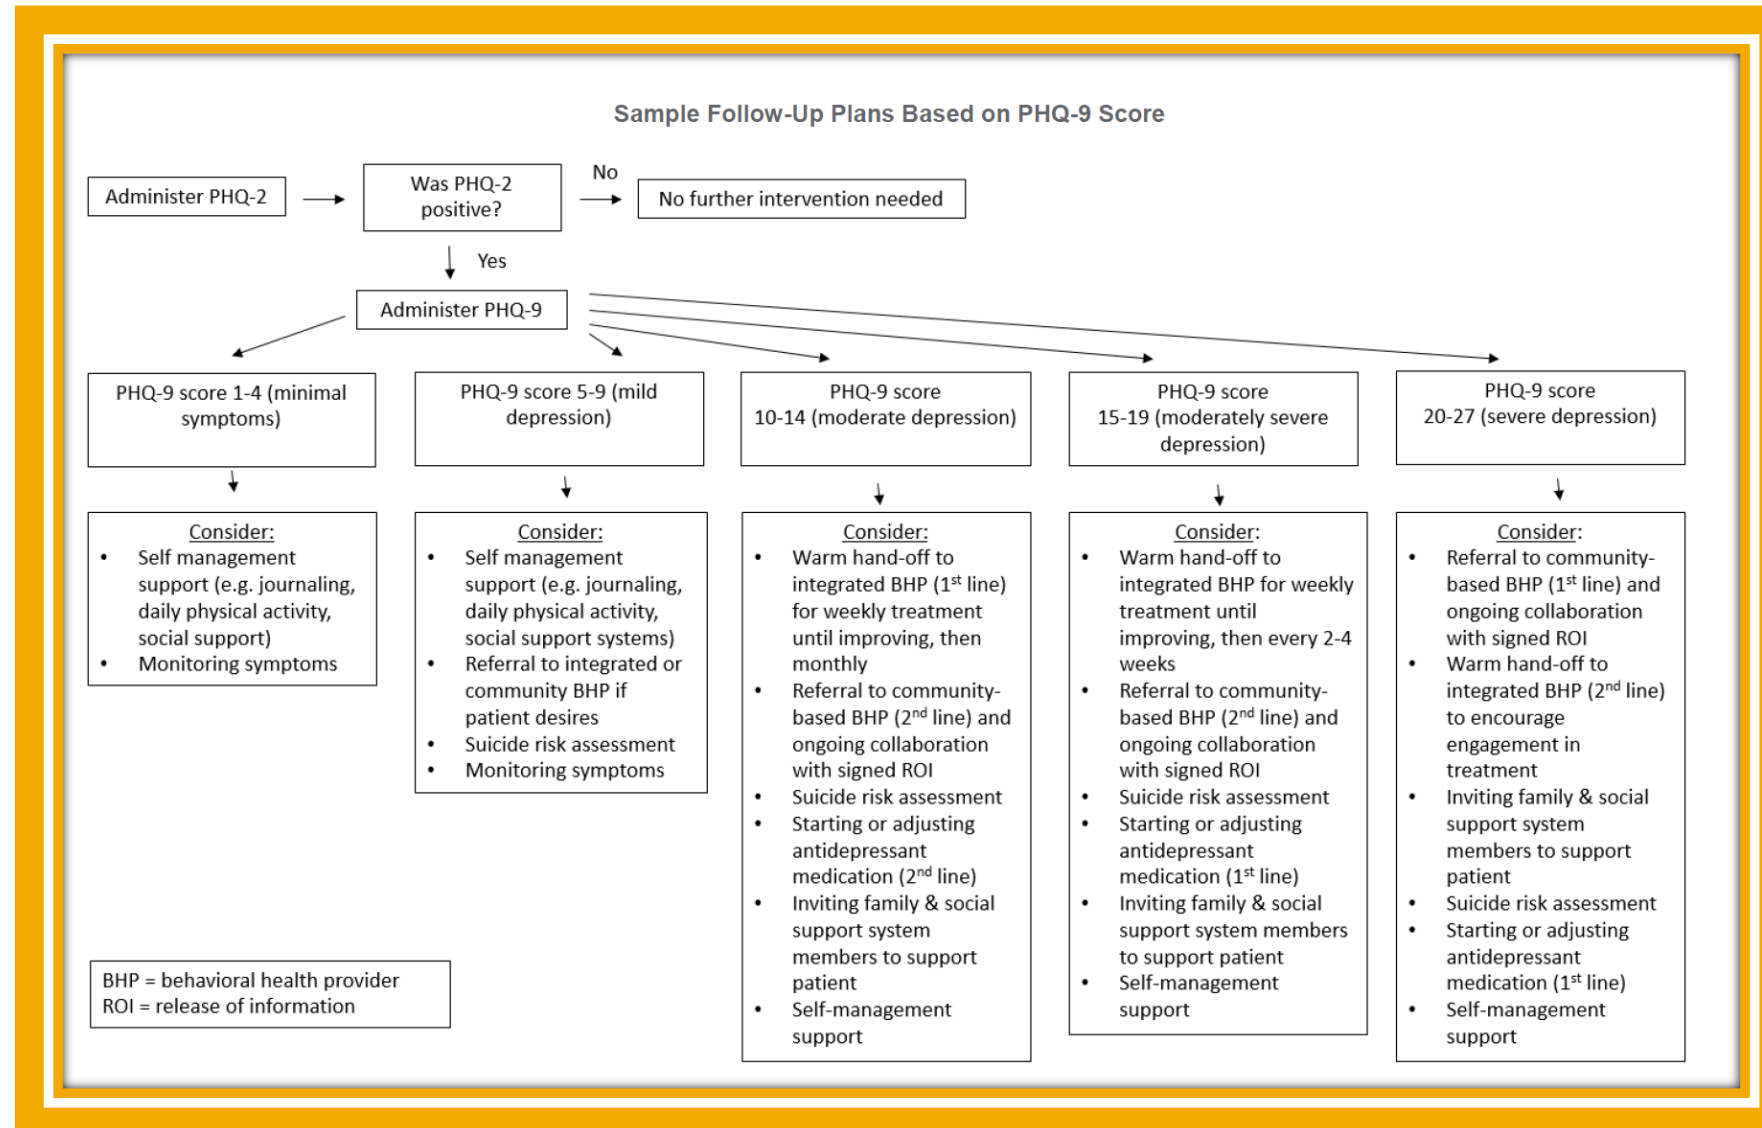 Sample Follow-Up Plans Based on PHQ-9 Score
Administer PHQ-2
Was PHQ-2
positive?
No
No further intervention needed
Yes
Administer PHQ-9
PHQ-9 score 1-4 (minimal
symptoms)
PHQ-9 score 5-9 (mild
depression)
PHQ-9 score
10-14 (moderate depression)
PHQ-9 score
15-19 (moderately severe
depression)
PHQ-9 score
20-27 (severe depression)
Consider:
• Self management
support (e.g. journaling,
daily physical activity,
social support)
• Monitoring symptoms
Consider:
• Self management
support (e.g. journaling,
daily physical activity,
social support systems)
• Referral to integrated or
community BHP if
patient desires
• Suicide risk assessment
• Monitoring symptoms
Consider:
• Warm hand-off to
integrated BHP (1st line)
for weekly treatment
until improving, then
monthly
• Referral to community-
based BHP (2nd line) and
ongoing collaboration
with signed ROI
• Suicide risk assessment
• Starting or adjusting
antidepressant
medication (2nd line)
• Inviting family & social
support system
members to support
patient
• Self-management
support
Consider:
• Warm hand-off to
integrated BHP for weekly
treatment until
improving, then every 2-4
weeks
• Referral to community-
based BHP (2nd line) and
ongoing collaboration
with signed ROI
• Suicide risk assessment
• Starting or adjusting
antidepressant
medication (1st line)
• Inviting family & social
support system members
to support patient
• Self-management
support
Consider:
• Referral to community-
based BHP (1st line) and
ongoing collaboration
with signed ROI
• Warm hand-off to
integrated BHP (2nd line)
to encourage
engagement in
treatment
• Inviting family & social
support system
members to support
patient
• Suicide risk assessment
• Starting or adjusting
antidepressant
medication (1st line)
• Self-management
support
BHP = behavioral health provider
ROI = release of information